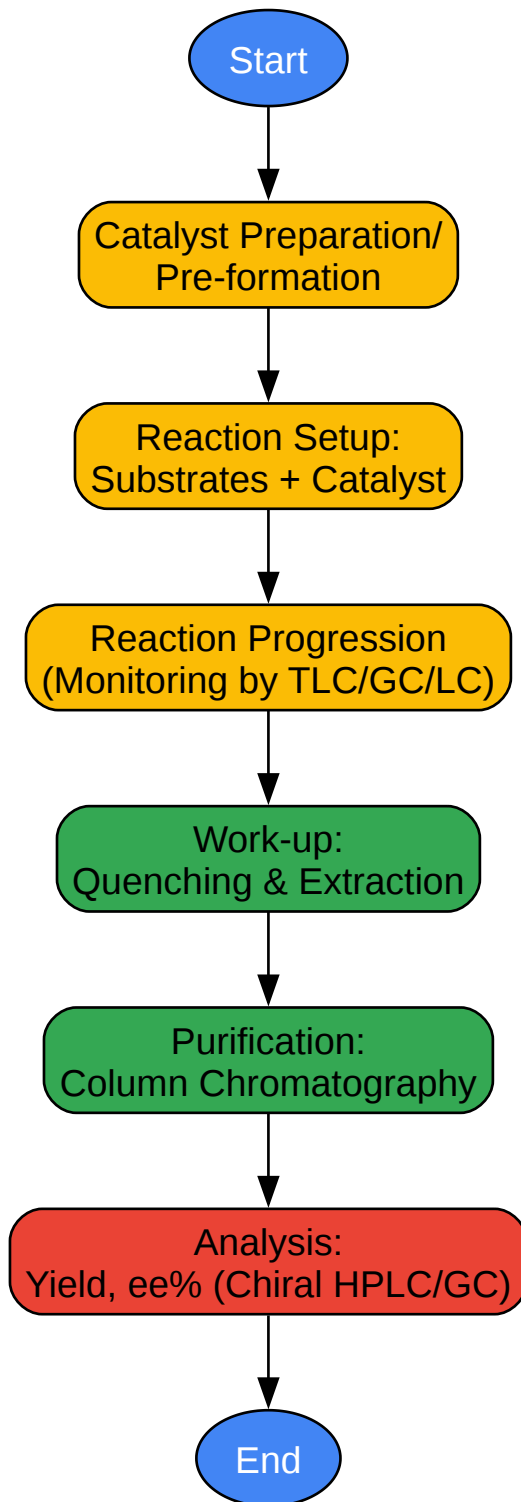 Start
Catalyst Preparation/
Pre-formation
Reaction Setup:
Substrates + Catalyst
Reaction Progression
(Monitoring by TLC/GC/LC)
Work-up:
Quenching & Extraction
Purification:
Column Chromatography
Analysis:
Yield, ee% (Chiral HPLC/GC)
End